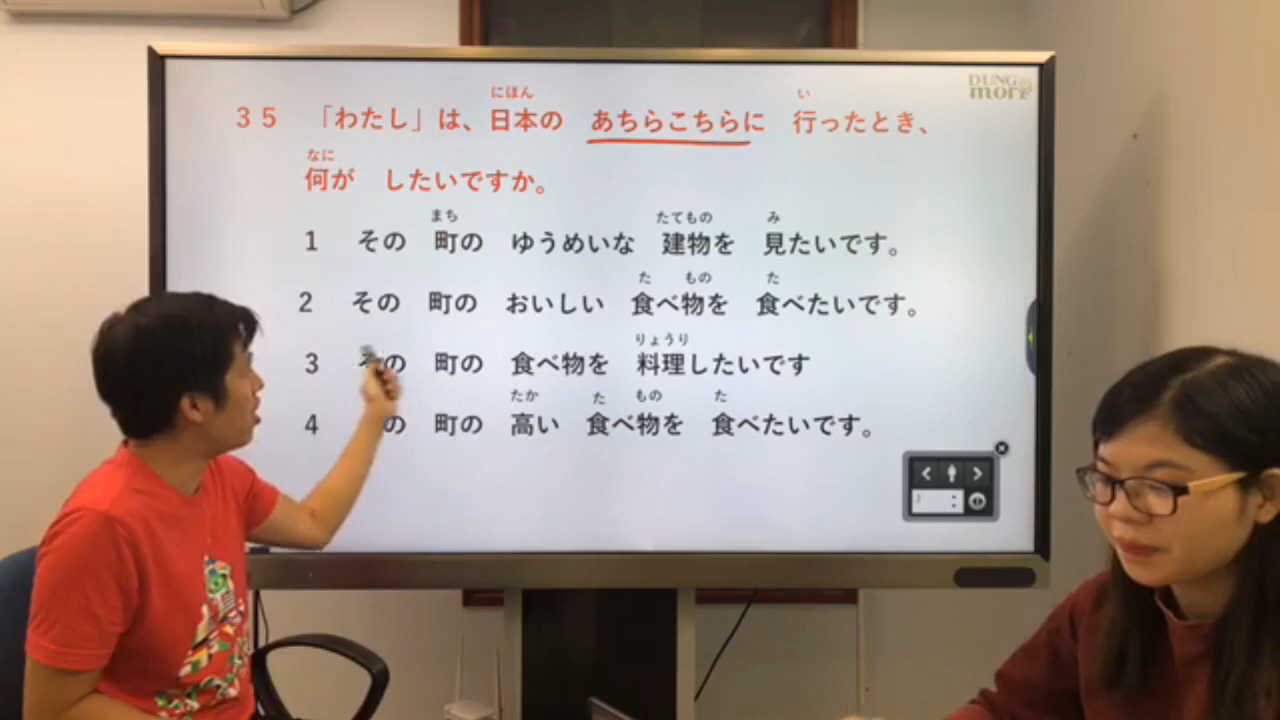 DUNG mori
にほん い
35 「わたし」は、日本の あちらこちらに 行ったとき、
なに
何が したいですか。
まち たてもの み
1 その 町の ゆうめいな 建物を 見たいです。
た もの た
2 その 町の おいしい 食べ物を 食べたいです。
りょうり
3 その 町の 食べ物を 料理したいです
たか た もの た
4 の 町の 高い 食べ物を 食べたいです。